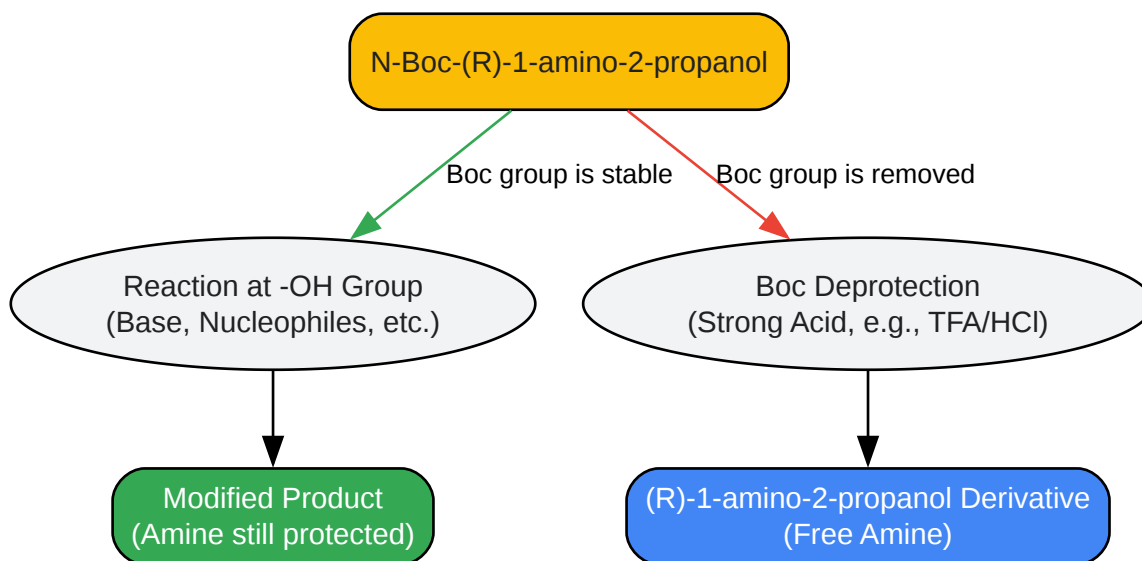 N-Boc-(R)-1-amino-2-propanol
Boc group is stable
Boc group is removed
Reaction at -OH Group
(Base, Nucleophiles, etc.)
Boc Deprotection
(Strong Acid, e.g., TFA/HCl)
Modified Product
(Amine still protected)
(R)-1-amino-2-propanol Derivative
(Free Amine)